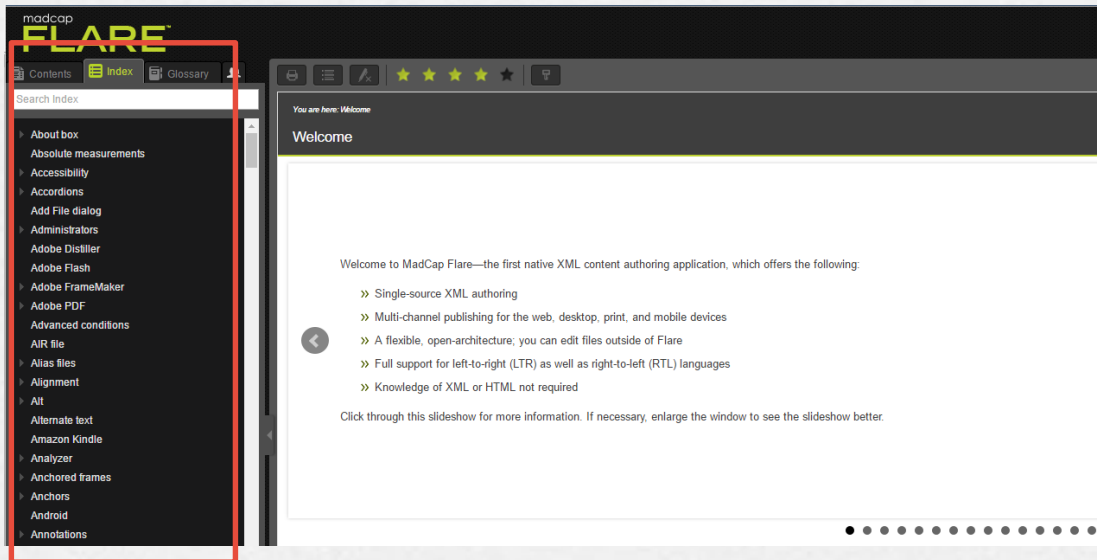 madcap
FLARE™
Contents Index Glossary
Search Index
About box
Absolute measurements
Accessibility
Accordions
Add File dialog
Administrators
Adobe Distiller
Adobe Flash
Adobe FrameMaker
Adobe PDF
Advanced conditions
AIR file
Alias files
Alignment
Alt
Alternate text
Amazon Kindle
Analyzer
Anchored frames
Anchors
Android
Annotations
You are here: Welcome
Welcome
Welcome to MadCap Flare—the first native XML content authoring application, which offers the following:
» Single-source XML authoring
» Multi-channel publishing for the web, desktop, print, and mobile devices
» A flexible, open-architecture; you can edit files outside of Flare
» Full support for left-to-right (LTR) as well as right-to-left (RTL) languages
» Knowledge of XML or HTML not required
Click through this slideshow for more information. If necessary, enlarge the window to see the slideshow better.